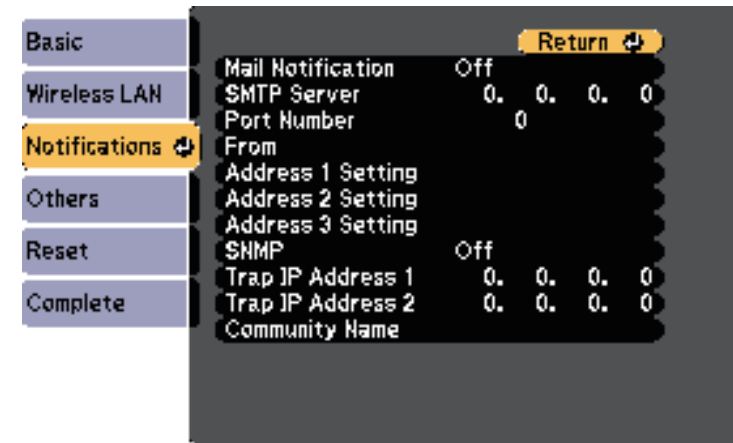 Basic
Wireless LAN
Notifications
Others
Reset
Complete
Return
Mail Notification Off
SMTP Server 0. 0. 0. 0
Port Number 0
From
Address 1 Setting
Address 2 Setting
Address 3 Setting
SNMP Off
Trap IP Address 1 0. 0. 0. 0
Trap IP Address 2 0. 0. 0. 0
Community Name